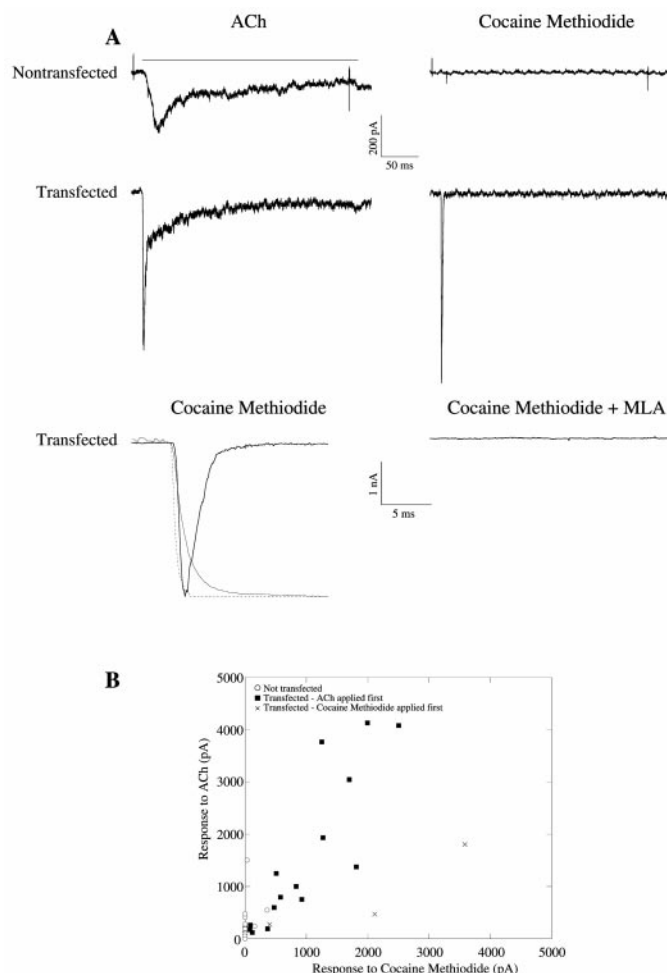 A
ACh
Cocaine Methiodide
Nontransfected
200 pA
50 ms
Transfected
Cocaine Methiodide
Cocaine Methiodide + MLA
Transfected
1 nA
5 ms
B
5000
4000
3000
2000
1000
0
Response to ACh (pA)
Not transfected
Transfected - ACh applied first
Transfected - Cocaine Methiodide applied first
0 1000 2000 3000 4000 5000
Response to Cocaine Methiodide (pA)